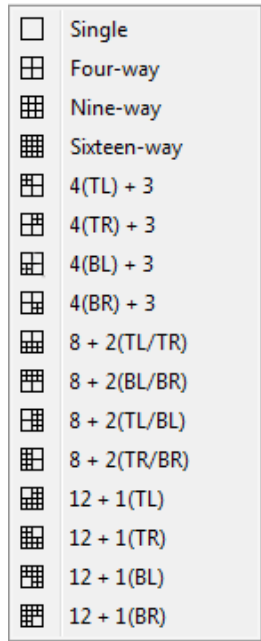 Single
Four-way
Nine-way
Sixteen-way
4(TL) + 3
4(TR) + 3
4(BL) + 3
4(BR) + 3
8 + 2(TL/TR)
8 + 2(BL/BR)
8 + 2(TL/BL)
8 + 2(TR/BR)
12 + 1(TL)
12 + 1(TR)
12 + 1(BL)
12 + 1(BR)